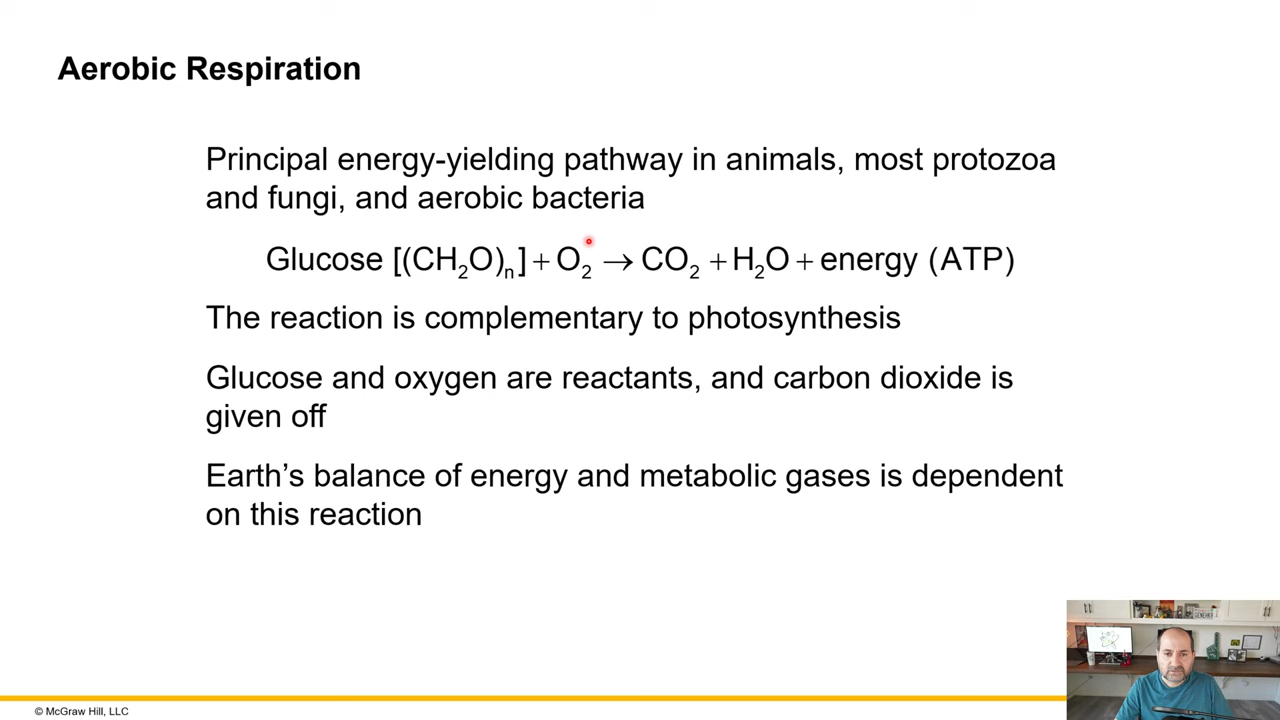 Aerobic Respiration
Principal energy-yielding pathway in animals, most protozoa
and fungi, and aerobic bacteria
Glucose [(CH₂O)ₙ] + O₂ → CO₂ + H₂O + energy (ATP)
The reaction is complementary to photosynthesis
Glucose and oxygen are reactants, and carbon dioxide is
given off
Earth’s balance of energy and metabolic gases is dependent
on this reaction
© McGraw Hill, LLC